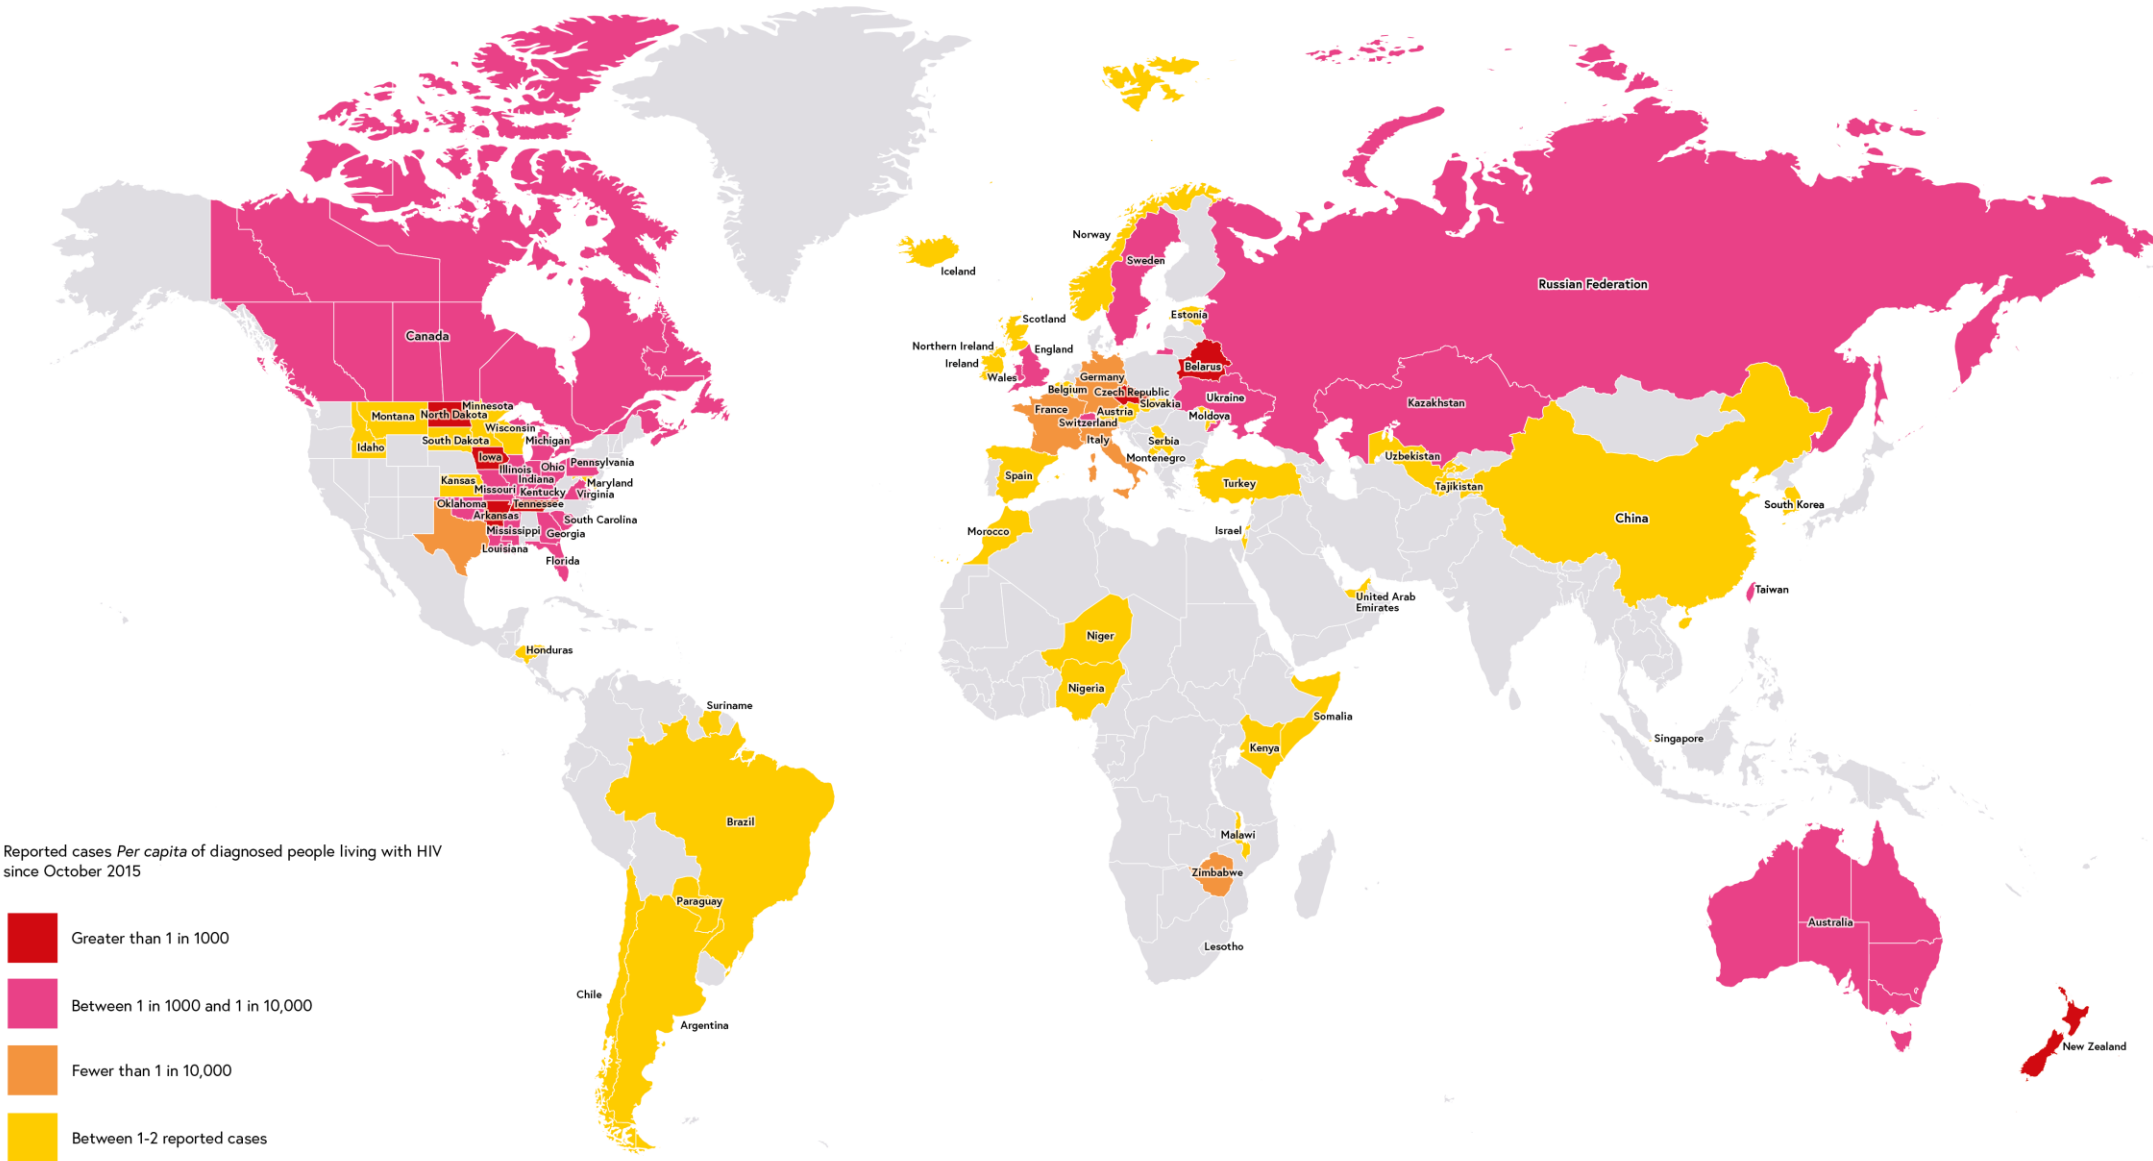 Norway
Sweden
Iceland
Russian Federation
Scotland
Estonia
Canada
Northern Ireland
England
Ireland
Wales
Belarus
Germany
Belgium
Czech Republic
Slovakia
Ukraine
Kazakhstan
France
Austria
Moldova
Switzerland
Italy
Serbia
Montenegro
Minnesota
Montana
North Dakota
Wisconsin
Idaho
South Dakota
Michigan
Iowa
Illinois
Ohio
Pennsylvania
Kansas
Indiana
Maryland
Missouri
Kentucky
Virginia
Oklahoma
Tennessee
Arkansas
South Carolina
Mississippi
Georgia
Louisiana
Florida
Spain
Turkey
Uzbekistan
Tajikistan
China
South Korea
Morocco
Israel
Taiwan
United Arab
Emirates
Honduras
Niger
Nigeria
Suriname
Somalia
Kenya
Singapore
Brazil
Malawi
Zimbabwe
Paraguay
Australia
Lesotho
Chile
Argentina
New Zealand
Reported cases Per capita of diagnosed people living with HIV
since October 2015
Greater than 1 in 1000
Between 1 in 1000 and 1 in 10,000
Fewer than 1 in 10,000
Between 1-2 reported cases